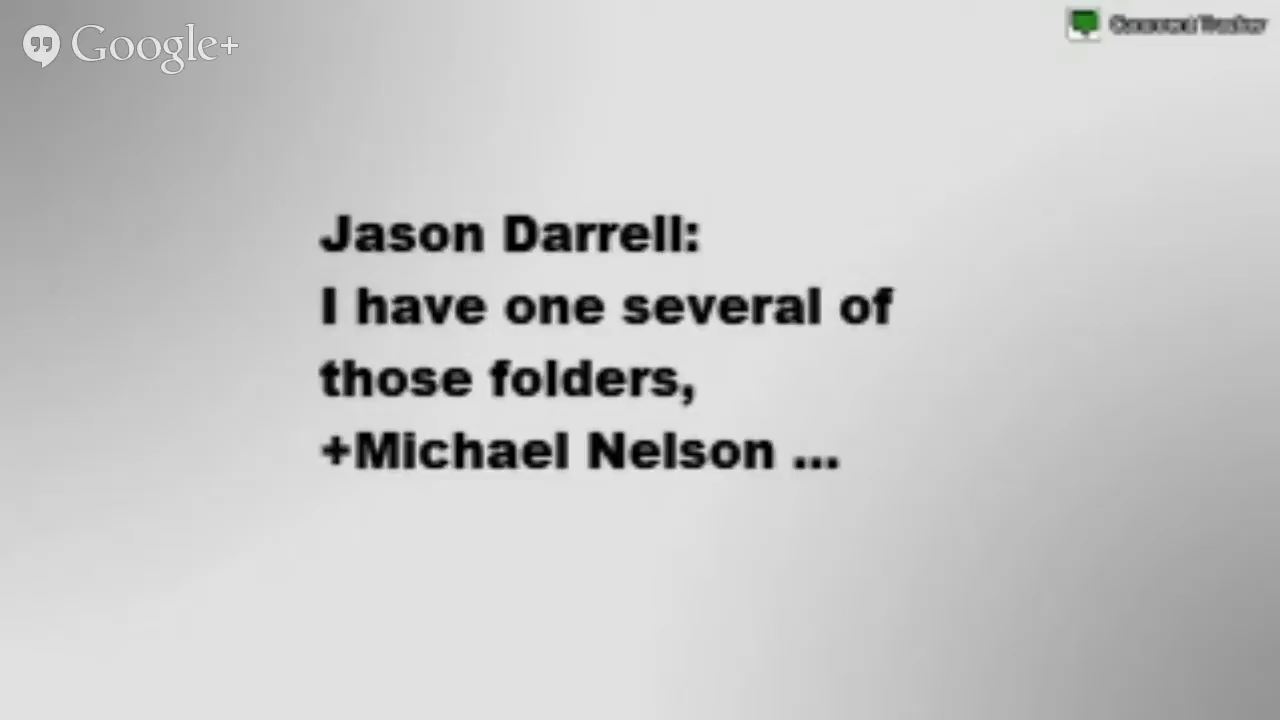 Google+
Jason Darrell:
I have one several of
those folders,
+Michael Nelson ...